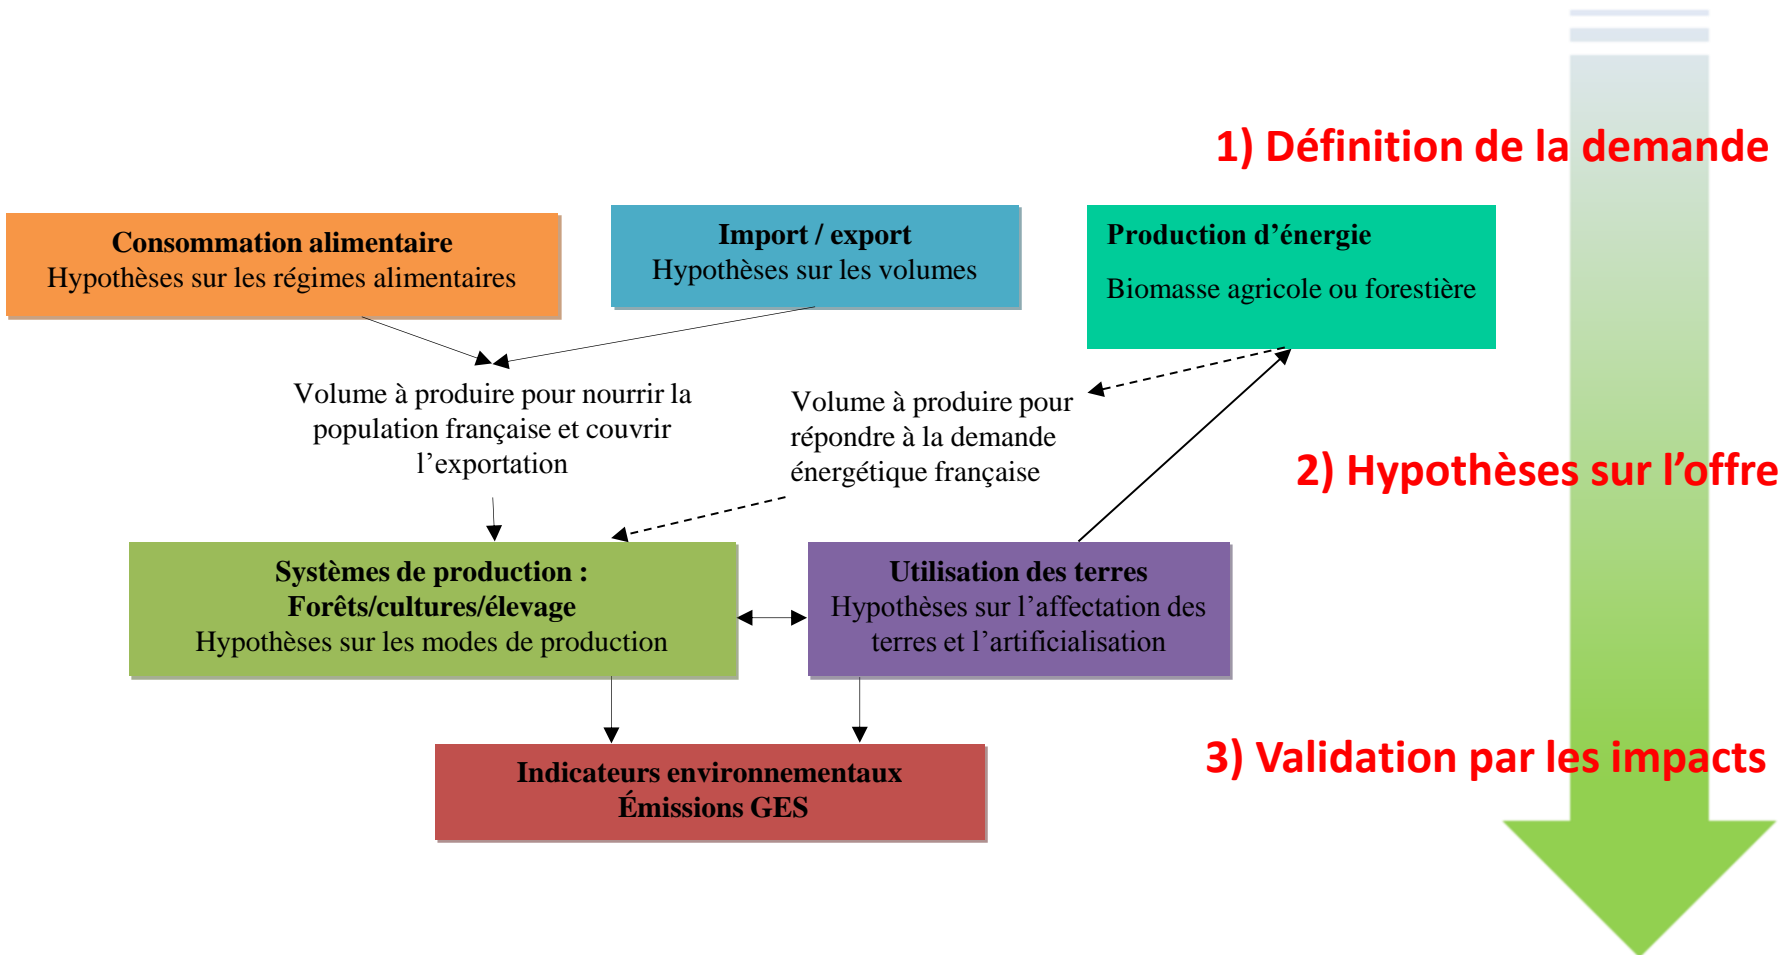 1) Définition de la demande
Consommation alimentaire
Hypothèses sur les régimes alimentaires
Import / export
Hypothèses sur les volumes
Production d’énergie
Biomasse agricole ou forestière
Volume à produire pour nourrir la
population française et couvrir
l’exportation
Volume à produire pour
répondre à la demande
énergétique française
2) Hypothèses sur l’offre
Systèmes de production :
Forêts/cultures/élevage
Hypothèses sur les modes de production
Utilisation des terres
Hypothèses sur l’affectation des
terres et l’artificialisation
3) Validation par les impacts
Indicateurs environnementaux
Émissions GES